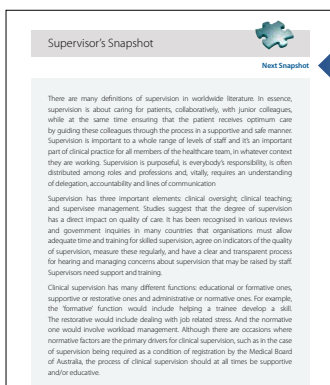 Supervisor's Snapshot
Next Snapshot
There are many definitions of supervision in worldwide literature. In essence,
supervision is about caring for patients, collaboratively, with junior colleagues,
while at the same time ensuring that the patient receives optimum care
by guiding these colleagues through the process in a supportive and safe manner.
Supervision is important to a whole range of levels of staff and it's an important
part of clinical practice for all members of the healthcare team, in whatever context
they are working. Supervision is purposeful, is everybody's responsibility, is often
distributed among roles and professions and, vitally, requires an understanding
of delegation, accountability and lines of communication
Supervision has three important elements: clinical oversight; clinical teaching;
and supervisee management. Studies suggest that the degree of supervision
has a direct impact on quality of care. It has been recognised in various reviews
and government inquiries in many countries that organisations must allow
adequate time and training for skilled supervision, agree on indicators of the quality
of supervision, measure these regularly, and have a clear and transparent process
for hearing and managing concerns about supervision that may be raised by staff.
Supervisors need support and training.
Clinical supervision has many different functions: educational or formative ones,
supportive or restorative ones and administrative or normative ones. For example,
the 'formative' function would include helping a trainee develop a skill.
The restorative would include dealing with job related stress. And the normative
one would involve workload management. Although there are occasions where
normative factors are the primary drivers for clinical supervision, such as in the case
of supervision being required as a condition of registration by the Medical Board
of Australia, the process of clinical supervision should at all times be supportive
and/or educative.